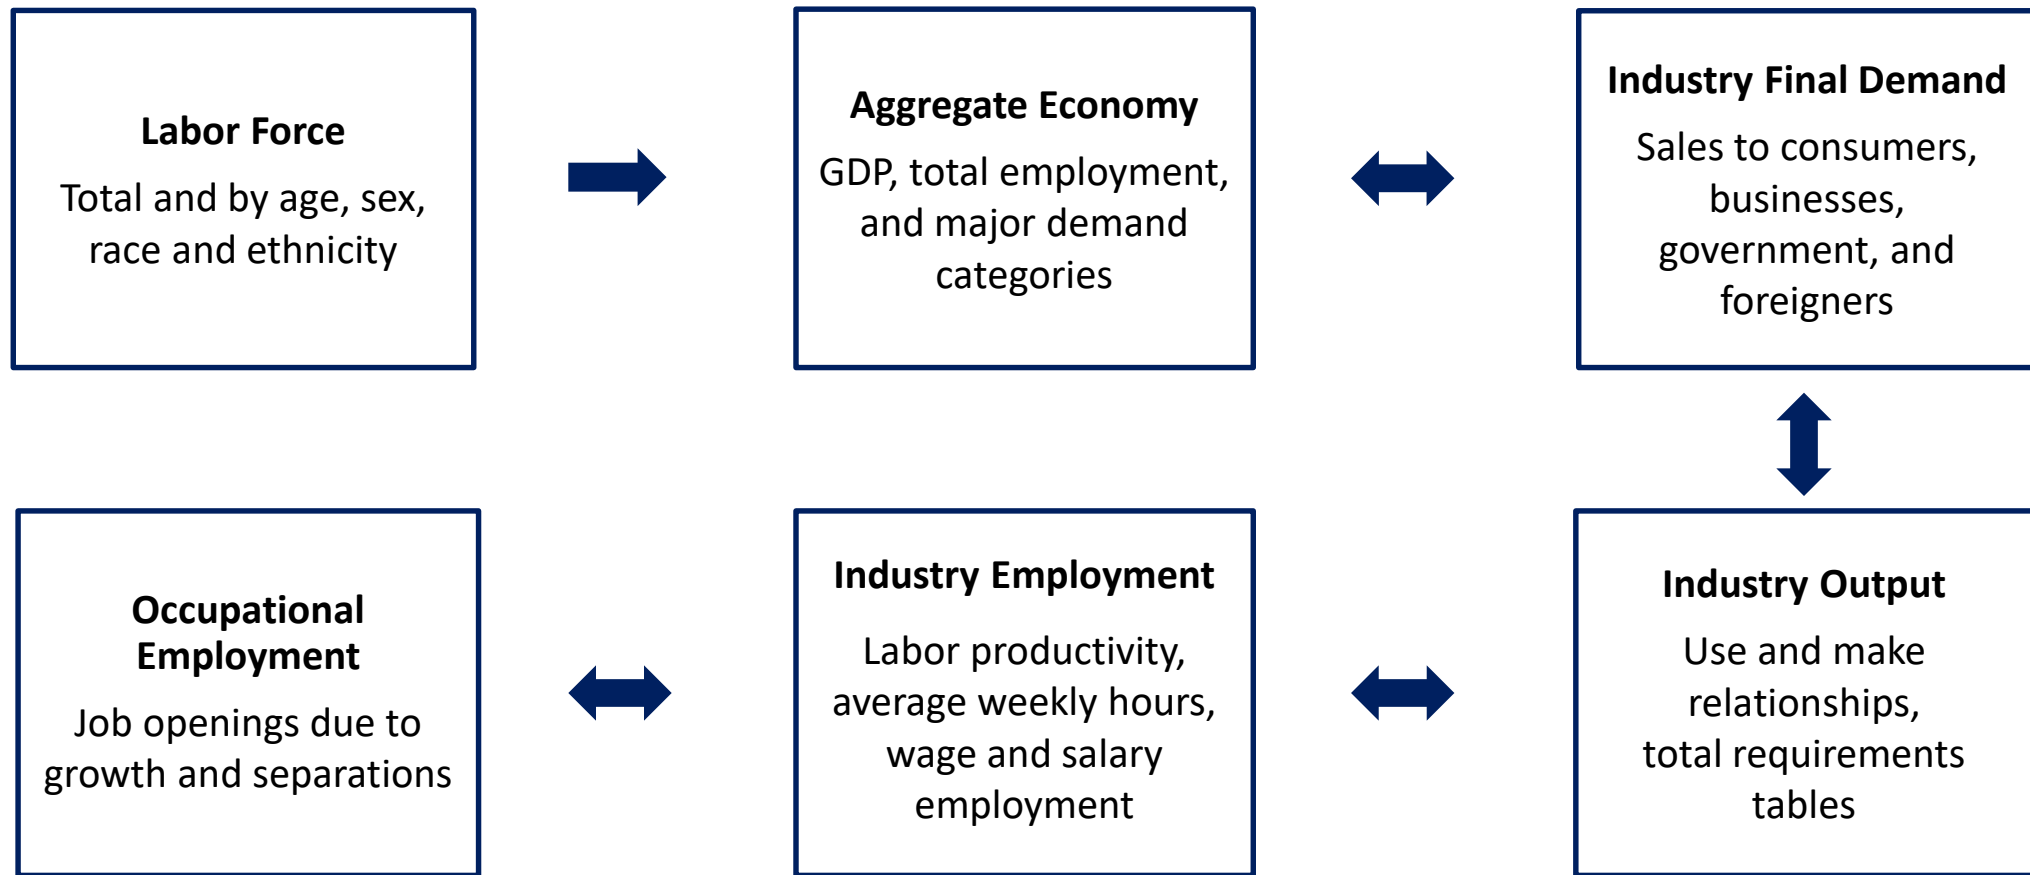 Labor Force
Total and by age, sex,
race and ethnicity
Aggregate Economy
GDP, total employment,
and major demand
categories
Industry Final Demand
Sales to consumers,
businesses,
government, and
foreigners
Occupational
Employment
Job openings due to
growth and separations
Industry Employment
Labor productivity,
average weekly hours,
wage and salary
employment
Industry Output
Use and make
relationships,
total requirements
tables